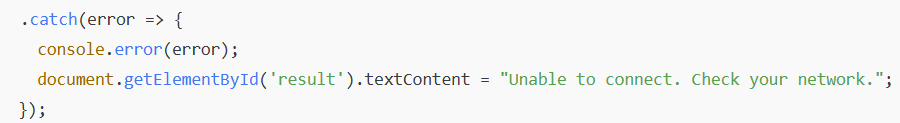 .catch(error => {
  console.error(error);
  document.getElementById('result').textContent = "Unable to connect. Check your network.";
});